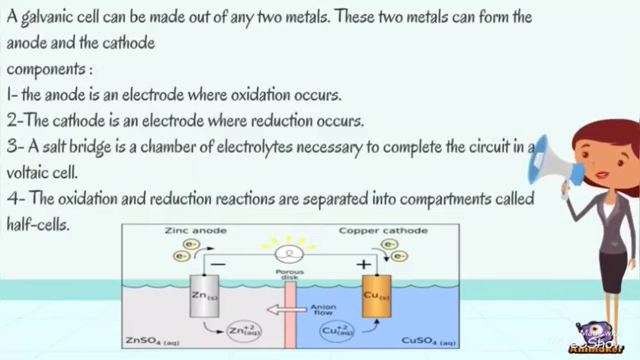 A galvanic cell can be made out of any two metals. These two metals can form the
anode and the cathode
components :
1- the anode is an electrode where oxidation occurs.
2-The cathode is an electrode where reduction occurs.
3- A salt bridge is a chamber of electrolytes necessary to complete the circuit in a
voltaic cell.
4- The oxidation and reduction reactions are separated into compartments called
half-cells.
Zinc anode
Copper cathode
e-
e-
e-
e-
−
+
Porous
disk
Zn(s)
Cu(s)
Anion
flow
Zn+2(aq)
Cu+2(aq)
ZnSO4 (aq)
CuSO4 (aq)
Animaker